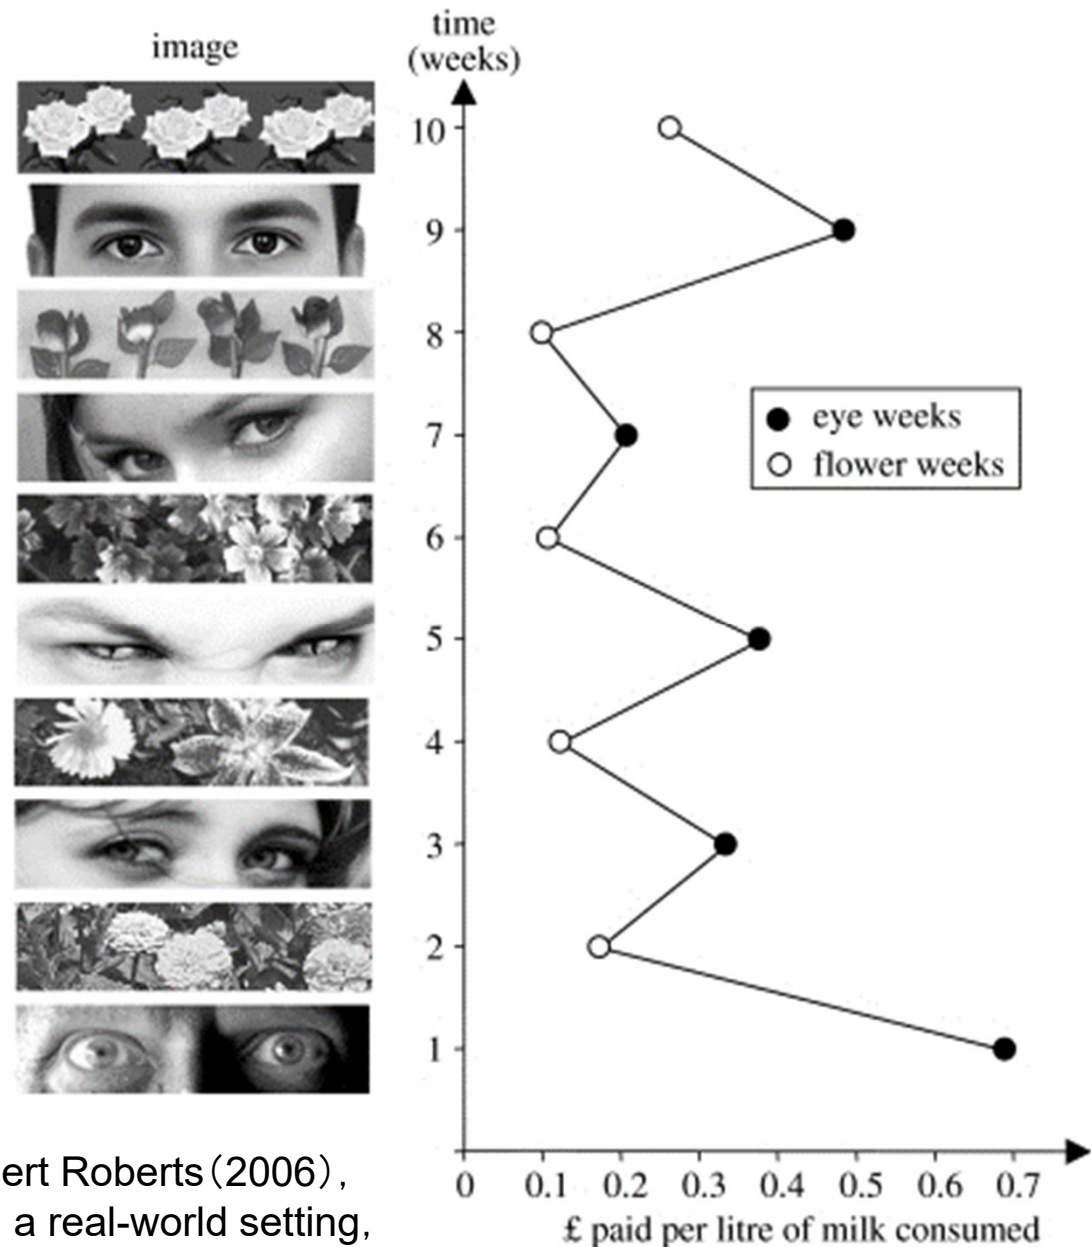 image
time
(weeks)
10
9
8
7
6
5
4
3
2
1
eye weeks
flower weeks
0 0.1 0.2 0.3 0.4 0.5 0.6 0.7
£ paid per litre of milk consumed
ert Roberts（2006）,
a real-world setting,